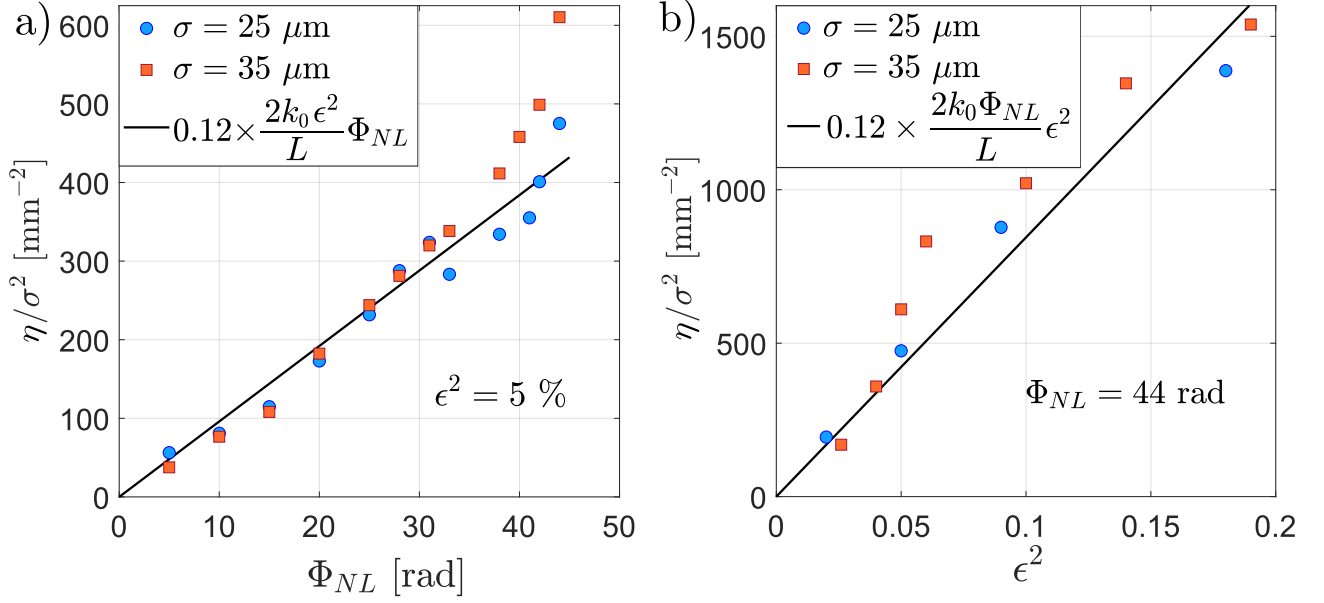 a)
σ = 25 μm
σ = 35 μm
0.12×2k₀ϵ²/L Φ_NL
η/σ² [mm⁻²]
600
500
400
300
200
100
0
ϵ² = 5 %
0 10 20 30 40 50
Φ_NL [rad]
b)
σ = 25 μm
σ = 35 μm
0.12 × 2k₀Φ_NL/L ϵ²
η/σ² [mm⁻²]
1500
1000
500
0
Φ_NL = 44 rad
0 0.05 0.1 0.15 0.2
ϵ²